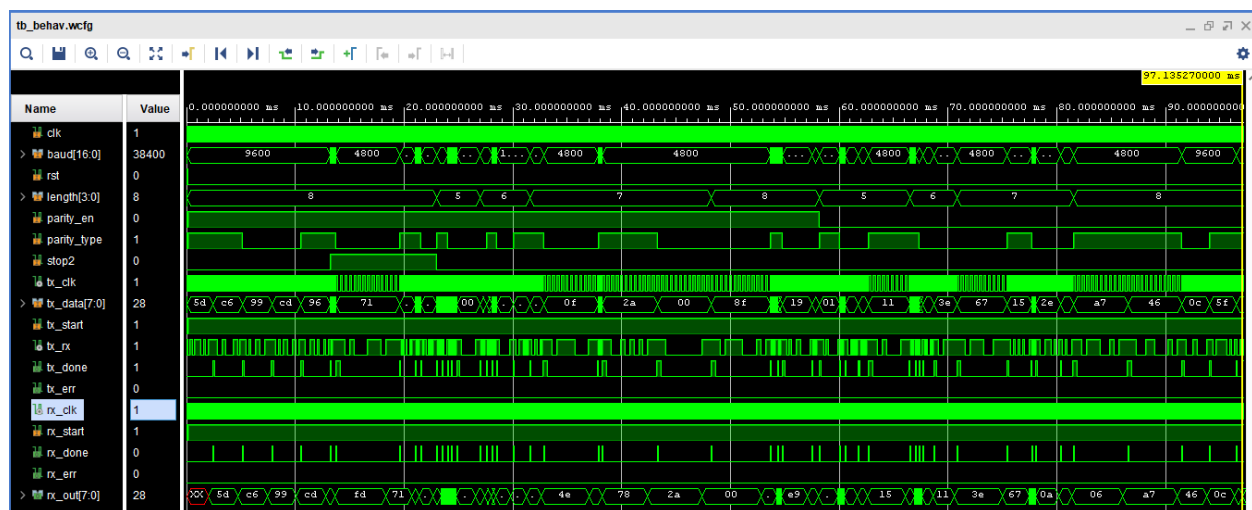 tb_behav.wcfg
97.135270000 ms
Name Value 0.000000000 ms 10.000000000 ms 20.000000000 ms 30.000000000 ms 40.000000000 ms 50.000000000 ms 60.000000000 ms 70.000000000 ms 80.000000000 ms 90.000000000
clk 1
baud[16:0] 38400 9600 4800 . . .. 1... . 4800 4800 ... .. . 4800 .. 4800 .. .. 4800 9600
rst 0
length[3:0] 8 8 5 6 7 8 5 6 7 8
parity_en 0
parity_type 1
stop2 0
tx_clk 1
tx_data[7:0] 28 5d c6 99 cd 96 71 . . 00 . . . 0f 2a 00 8f 19 01 11 3e 67 15 2e a7 46 0c 5f
tx_start 1
tx_rx 1
tx_done 1
tx_err 0
rx_clk 1
rx_start 1
rx_done 0
rx_err 0
rx_out[7:0] 28 XX 5d c6 99 cd fd 71 . . . . . 4e 78 2a 00 . e9 . 15 11 3e 67 0a 06 a7 46 0c